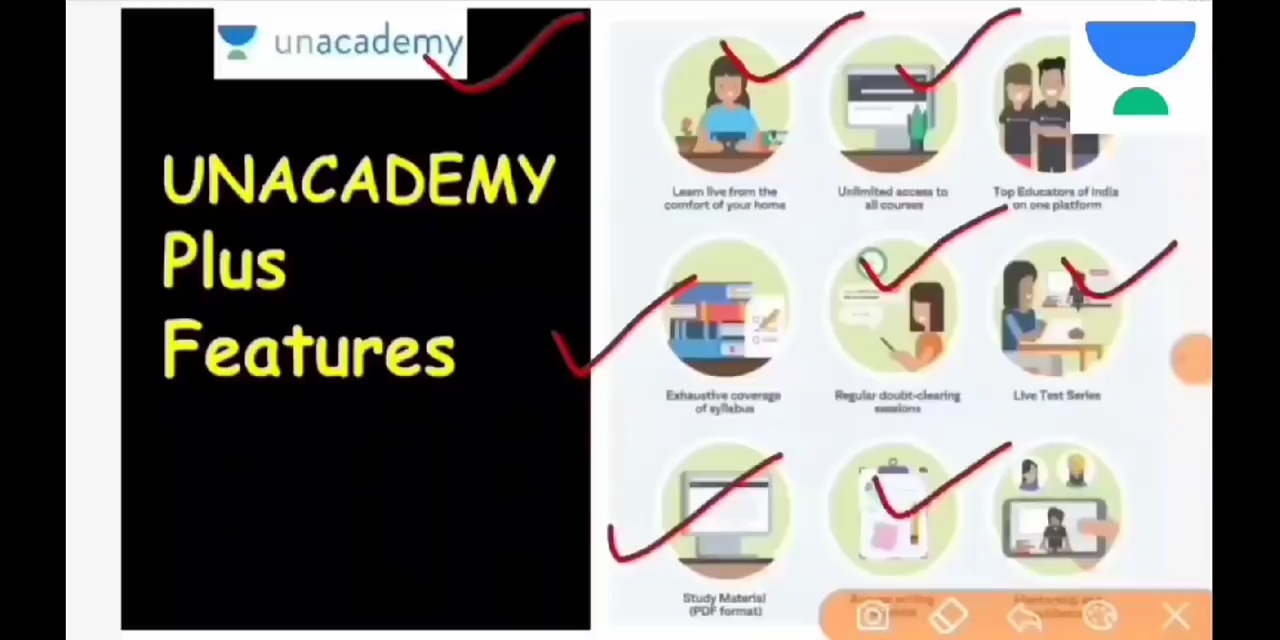 unacademy
UNACADEMY
Plus
Features
Learn live from the
comfort of your home
Unlimited access to
all courses
Top Educators of India
on one platform
Exhaustive coverage
of syllabus
Regular doubt-clearing
sessions
Live Test Series
Study Material
(PDF format)